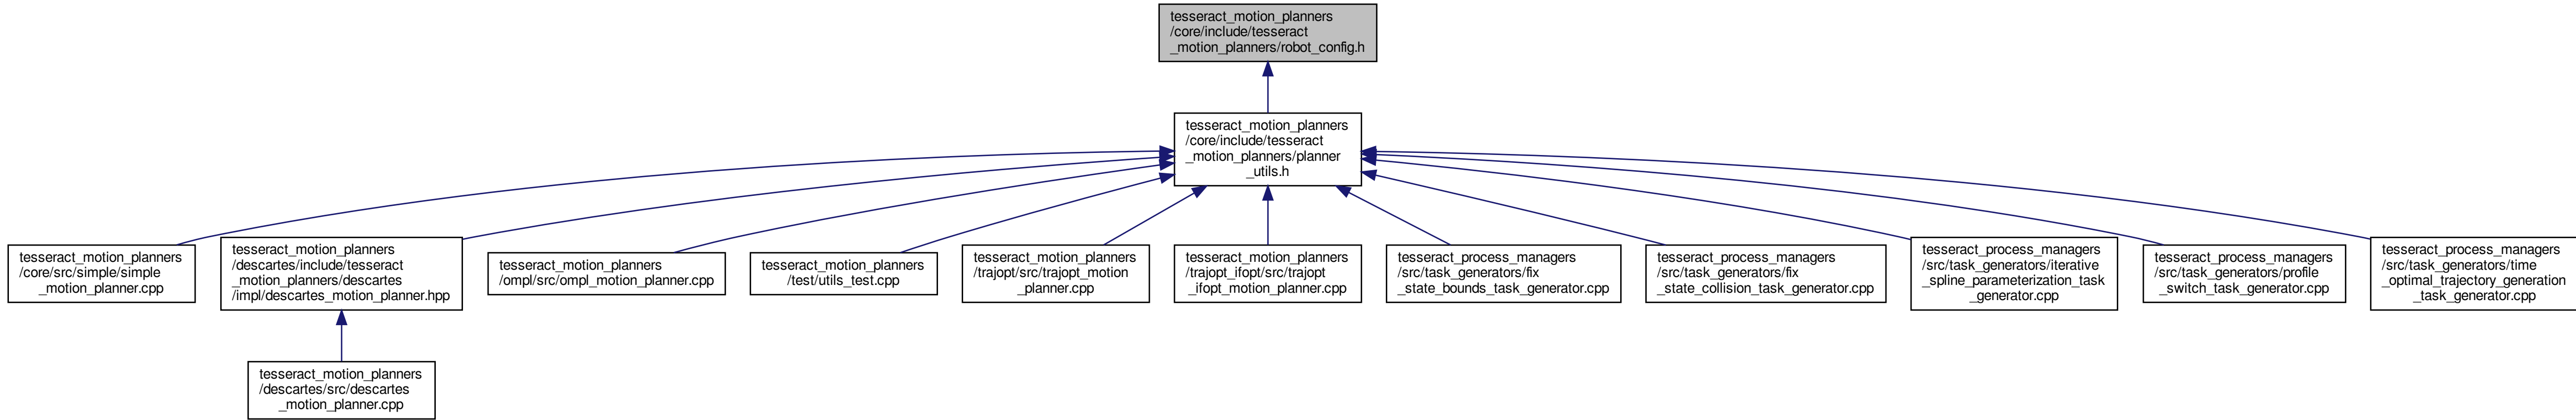 tesseract_motion_planners
/core/include/tesseract
_motion_planners/robot_config.h
tesseract_motion_planners
/core/include/tesseract
_motion_planners/planner
_utils.h
tesseract_motion_planners
/core/src/simple/simple
_motion_planner.cpp
tesseract_motion_planners
/descartes/include/tesseract
_motion_planners/descartes
/impl/descartes_motion_planner.hpp
tesseract_motion_planners
/ompl/src/ompl_motion_planner.cpp
tesseract_motion_planners
/test/utils_test.cpp
tesseract_motion_planners
/trajopt/src/trajopt_motion
_planner.cpp
tesseract_motion_planners
/trajopt_ifopt/src/trajopt
_ifopt_motion_planner.cpp
tesseract_process_managers
/src/task_generators/fix
_state_bounds_task_generator.cpp
tesseract_process_managers
/src/task_generators/fix
_state_collision_task_generator.cpp
tesseract_process_managers
/src/task_generators/iterative
_spline_parameterization_task
_generator.cpp
tesseract_process_managers
/src/task_generators/profile
_switch_task_generator.cpp
tesseract_process_managers
/src/task_generators/time
_optimal_trajectory_generation
_task_generator.cpp
tesseract_motion_planners
/descartes/src/descartes
_motion_planner.cpp